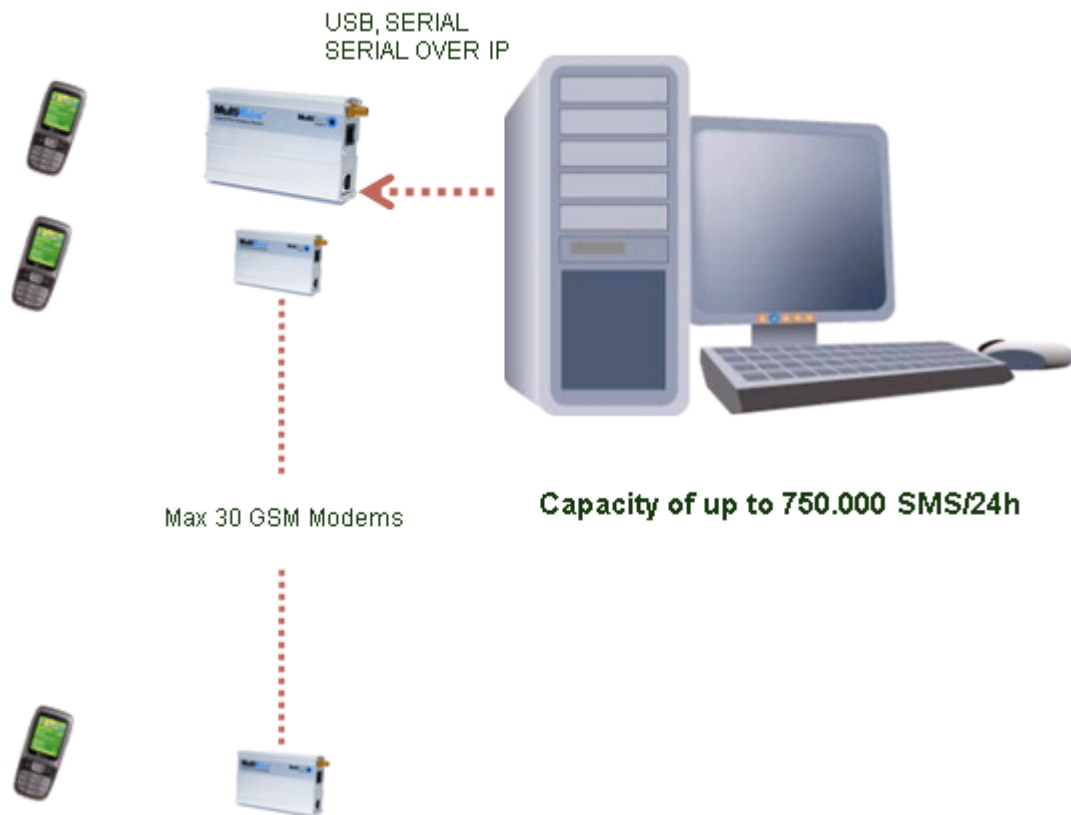 USB, SERIAL
SERIAL OVER IP
Max 30 GSM Modems
Capacity of up to 750.000 SMS/24h